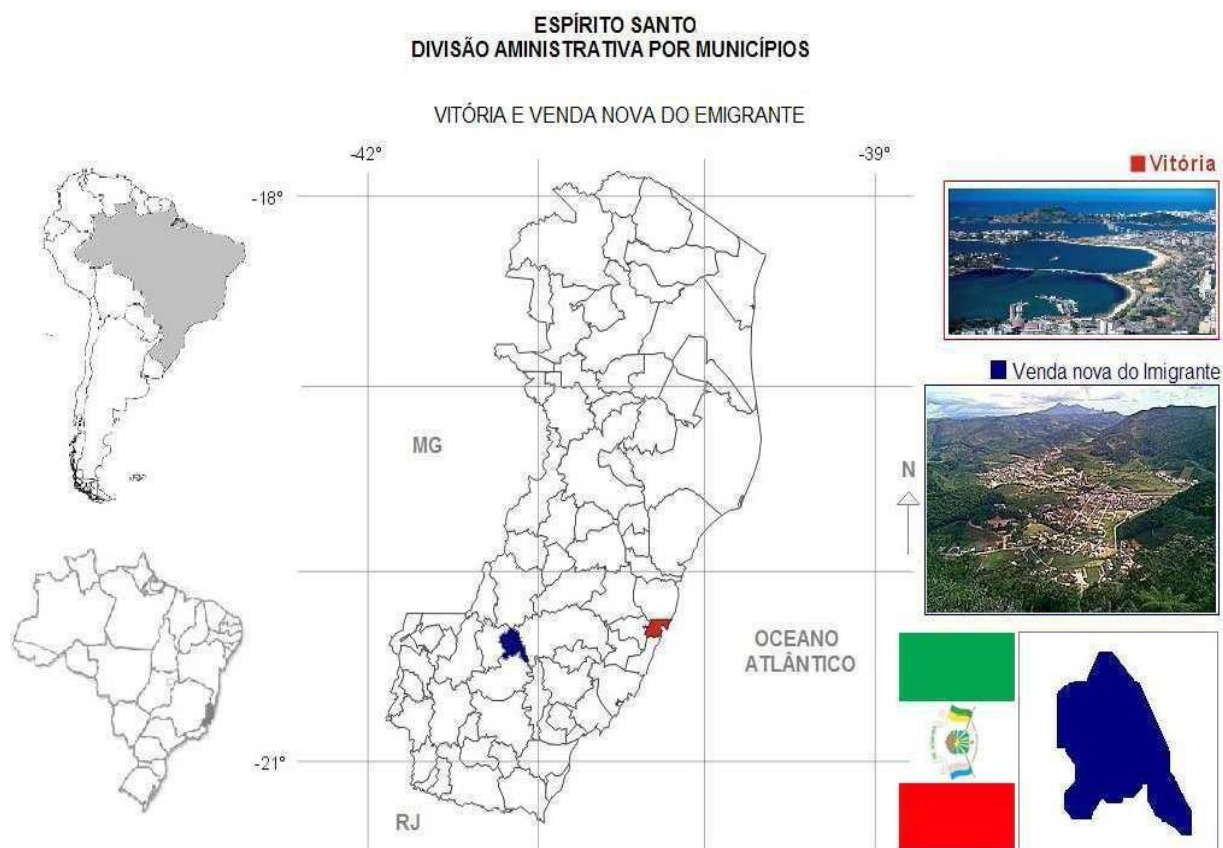 ESPÍRITO SANTO
DIVISÃO AMINISTRATIVA POR MUNICÍPIOS
VITÓRIA E VENDA NOVA DO EMIGRANTE
-42°
-39°
-18°
Vitória
Venda nova do Imigrante
MG
N
OCEANO
ATLÂNTICO
-21°
RJ